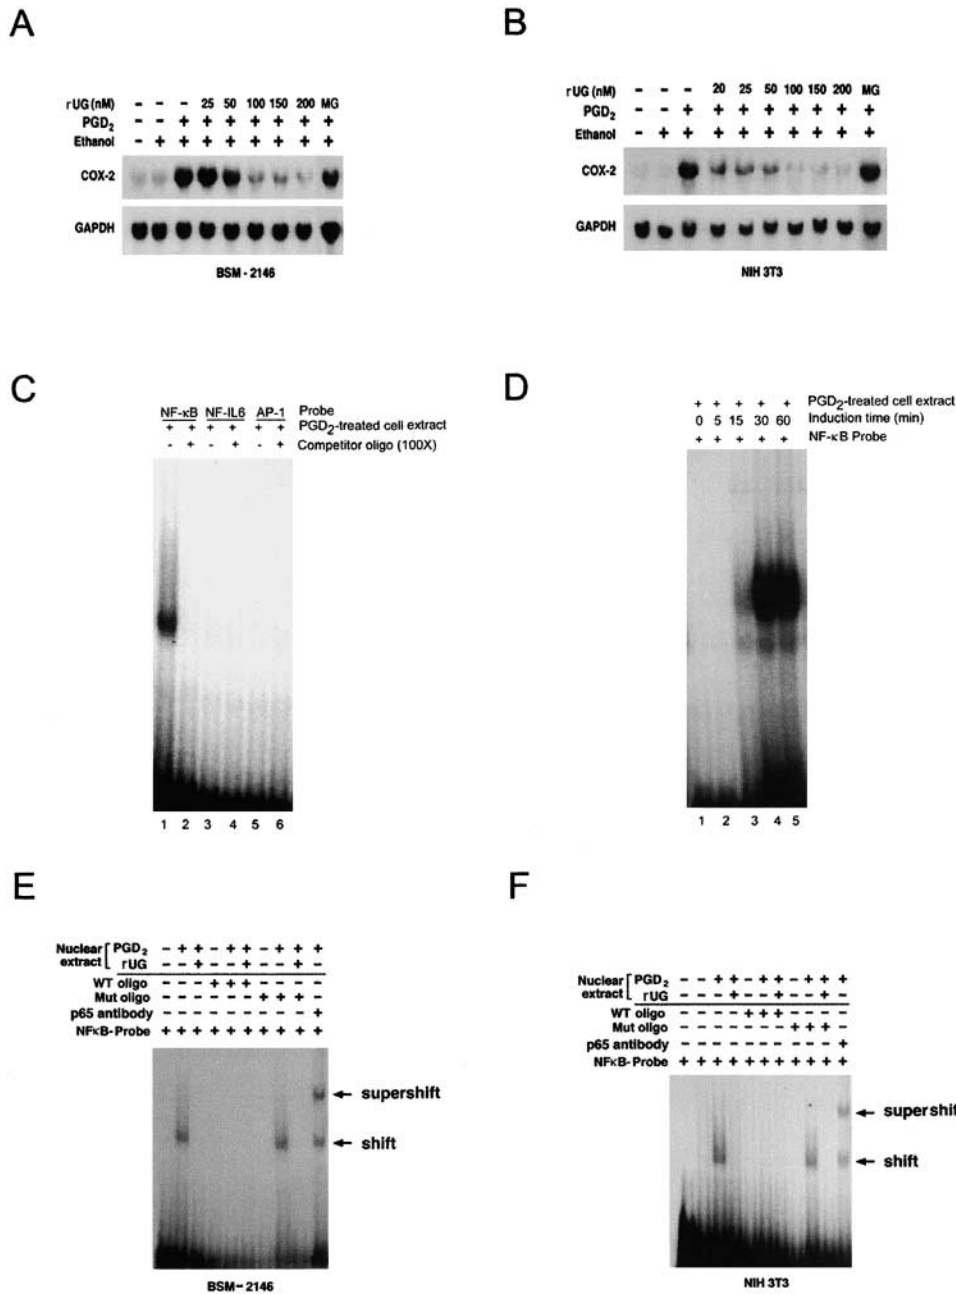 A
rUG (nM) - - - 25 50 100 150 200 MG
PGD2 - - + + + + + + +
Ethanol - + + + + + + + +
COX-2
GAPDH
BSM - 2146
B
rUG (nM) - - - 20 25 50 100 150 200 MG
PGD2 - - + + + + + + + +
Ethanol - + + + + + + + + +
COX-2
GAPDH
NIH 3T3
C
NF-κB NF-IL6 AP-1 Probe
+ + + + + + PGD2-treated cell extract
- + - + - + Competitor oligo (100X)
1 2 3 4 5 6
D
+ + + + + PGD2-treated cell extract
0 5 15 30 60 Induction time (min)
+ + + + + NF-κB Probe
1 2 3 4 5
E
Nuclear extract PGD2 - + + - + + - + + +
rUG - - + - - + - - + -
WT oligo - - - + + + - - - -
Mut oligo - - - - - - + + + -
p65 antibody - - - - - - - - - +
NFκB-Probe + + + + + + + + + +
supershift
shift
BSM- 2146
F
Nuclear extract PGD2 - - + + - + + - + + +
rUG - - - + - - + - - + -
WT oligo - - - - + + + - - - -
Mut oligo - - - - - - - + + + -
p65 antibody - - - - - - - - - - +
NFκB-Probe + + + + + + + + + + +
supershift
shift
NIH 3T3